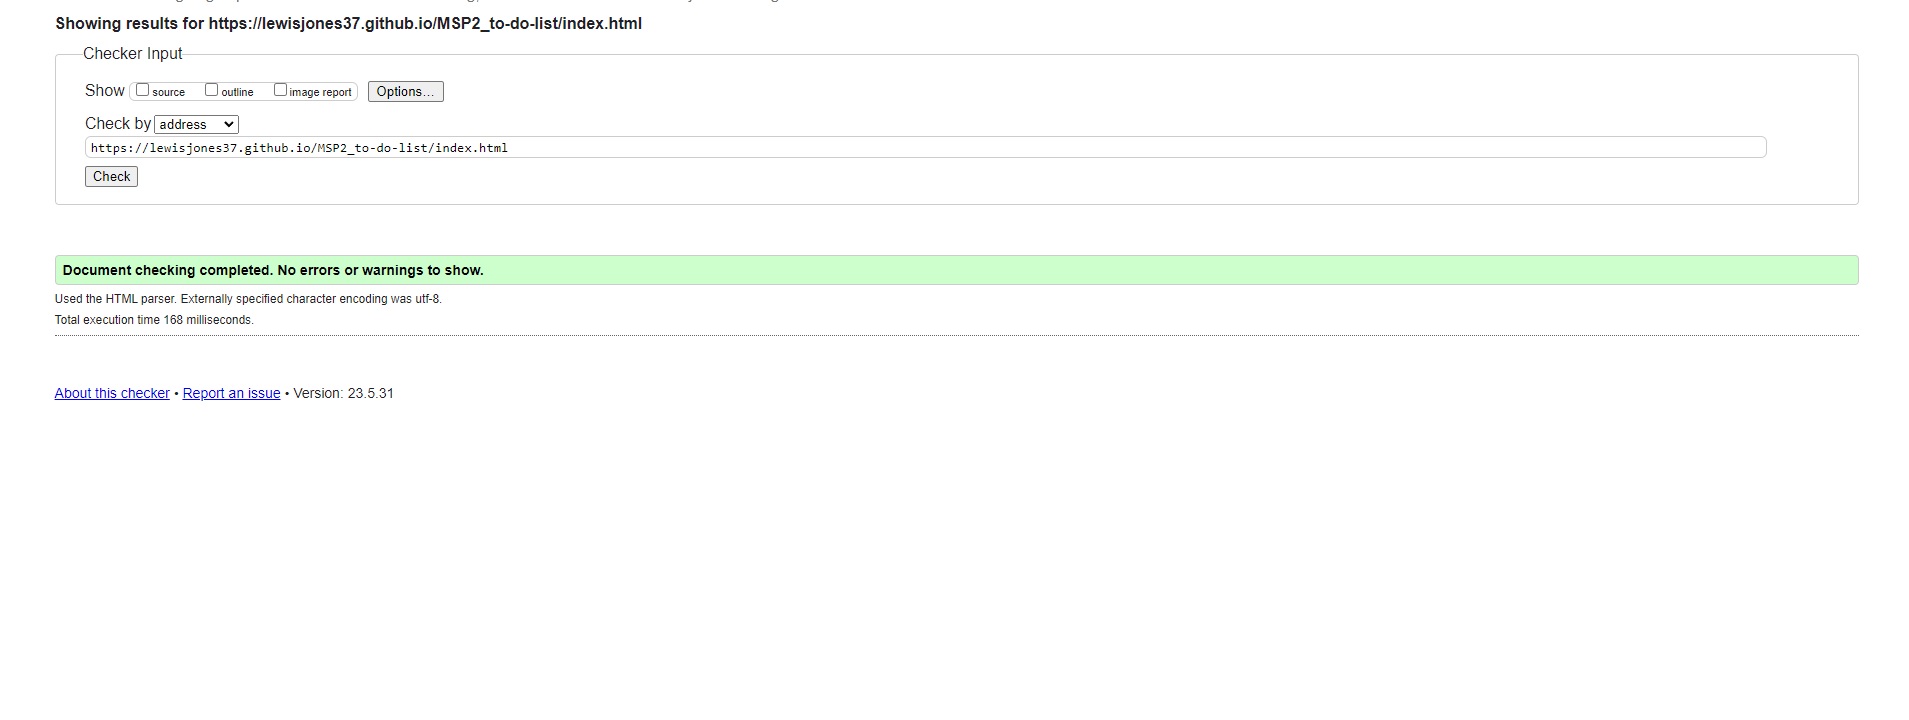 Showing results for https://lewisjones37.github.io/MSP2_to-do-list/index.html
Checker Input
Show source outline image report Options...
Check by address
https://lewisjones37.github.io/MSP2_to-do-list/index.html
Check
Document checking completed. No errors or warnings to show.
Used the HTML parser. Externally specified character encoding was utf-8.
Total execution time 168 milliseconds.
About this checker • Report an issue • Version: 23.5.31